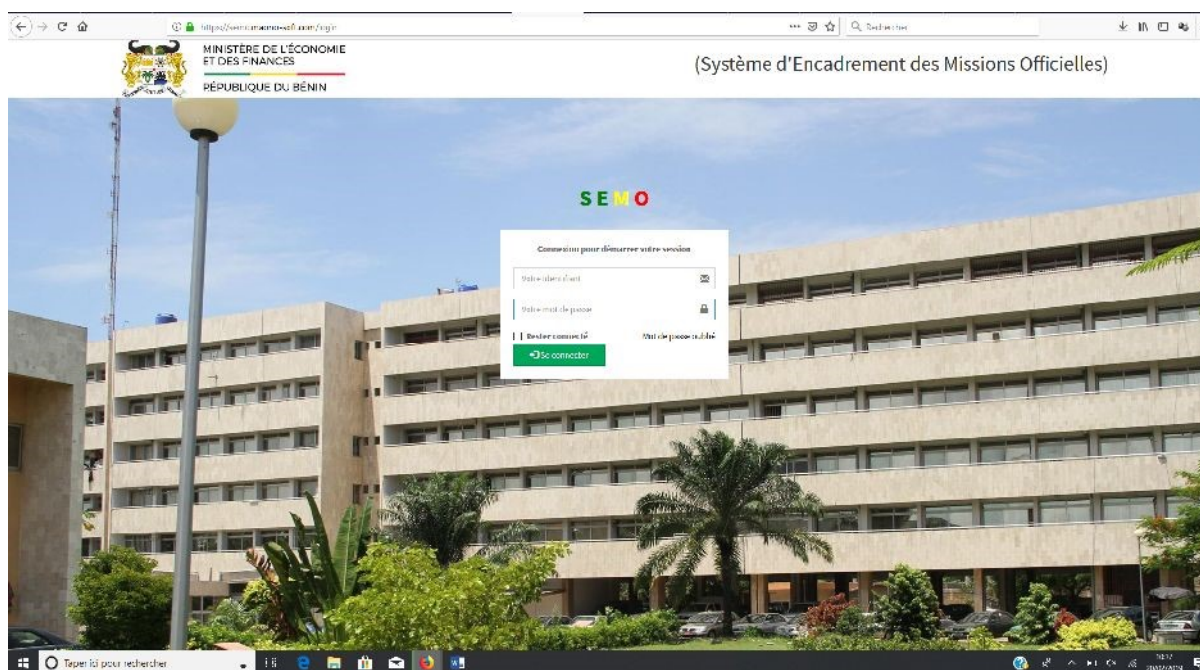 Rechercher
MINISTÈRE DE L'ÉCONOMIE
ET DES FINANCES
RÉPUBLIQUE DU BÉNIN
(Système d'Encadrement des Missions Officielles)
SEMO
Connexion pour démarrer votre session
Votre identifiant
Votre mot de passe
Rester connecté
Mot de passe oublié
Se connecter
Taper ici pour rechercher